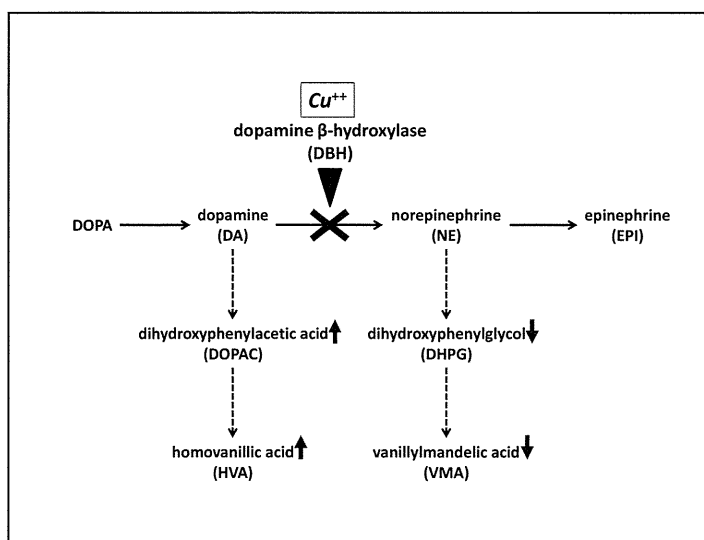 Cu++
dopamine β-hydroxylase
(DBH)
DOPA
dopamine
(DA)
norepinephrine
(NE)
epinephrine
(EPI)
dihydroxyphenylacetic acid
(DOPAC)
dihydroxyphenylglycol
(DHPG)
homovanillic acid
(HVA)
vanillylmandelic acid
(VMA)